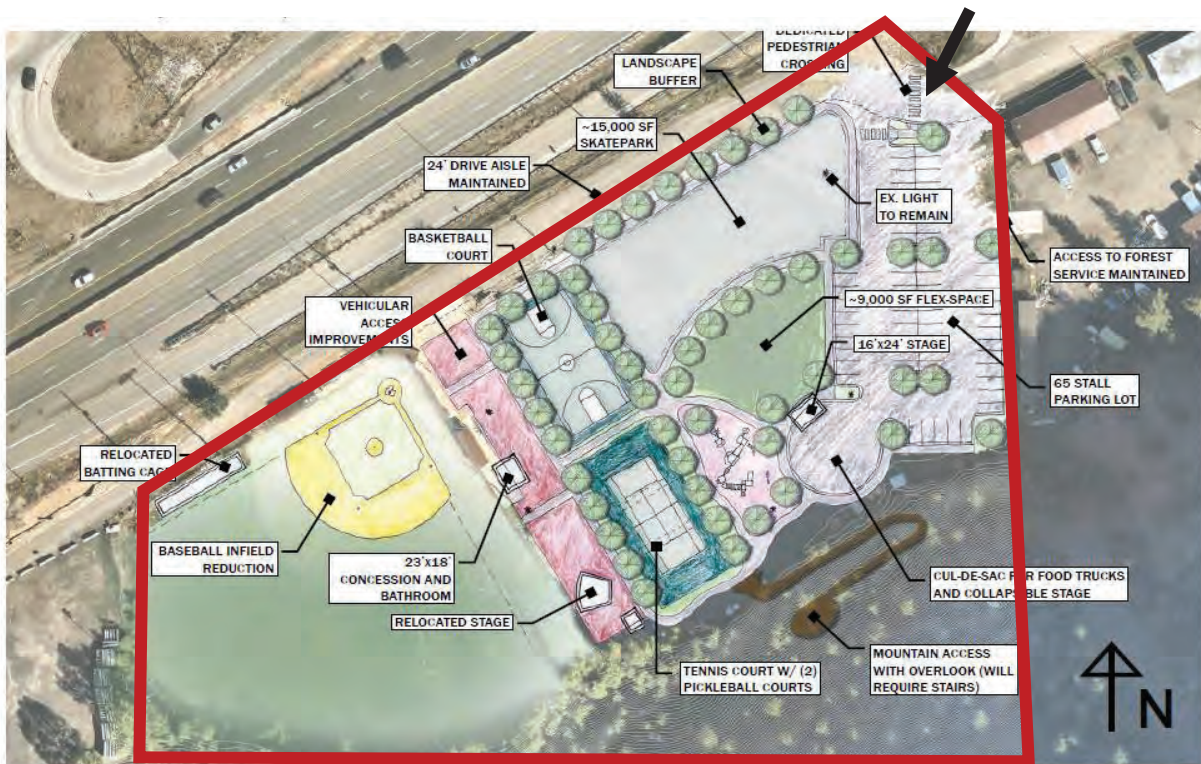 DEDICATED
PEDESTRIAN
CROSSING
LANDSCAPE
BUFFER
~15,000 SF
SKATEPARK
24' DRIVE AISLE
MAINTAINED
EX. LIGHT
TO REMAIN
BASKETBALL
COURT
ACCESS TO FOREST
SERVICE MAINTAINED
VEHICULAR
ACCESS
IMPROVEMENTS
~9,000 SF FLEX-SPACE
16'x24' STAGE
65 STALL
PARKING LOT
RELOCATED
BATTING CAGE
BASEBALL INFIELD
REDUCTION
23'x18'
CONCESSION AND
BATHROOM
RELOCATED STAGE
CUL-DE-SAC FOR FOOD TRUCKS
AND COLLAPSIBLE STAGE
TENNIS COURT W/ (2)
PICKLEBALL COURTS
MOUNTAIN ACCESS
WITH OVERLOOK (WILL
REQUIRE STAIRS)
N